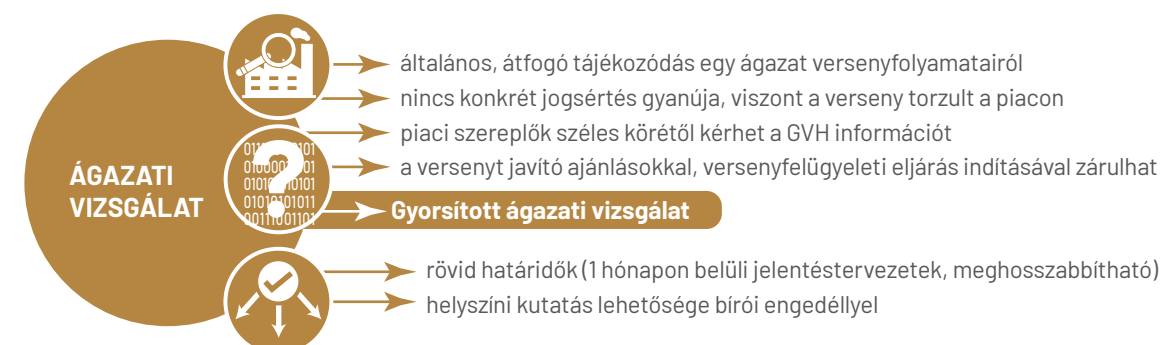 általános, átfogó tájékozódás egy ágazat versenyfolyamatairól
nincs konkrét jogsértés gyanúja, viszont a verseny torzult a piacon
piaci szereplők széles körétől kérhet a GVH információt
a versenyt javító ajánlásokkal, versenyfelügyeleti eljárás indításával zárulhat
ÁGAZATI
VIZSGÁLAT
Gyorsított ágazati vizsgálat
rövid határidők (1 hónapon belüli jelentéstervezetek, meghosszabbítható)
helyszíni kutatás lehetősége bírói engedéllyel